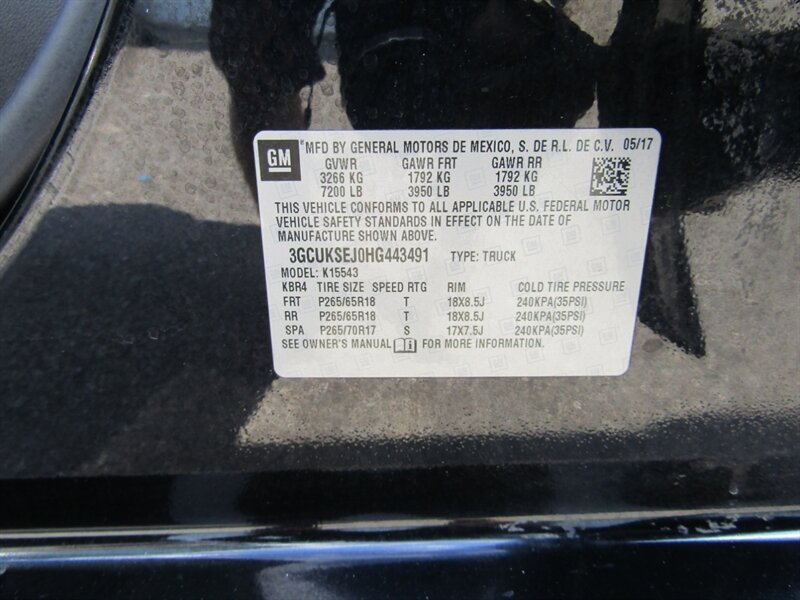 GM
MFD BY GENERAL MOTORS DE MEXICO, S. DE R.L. DE C.V. 05/17
GVWR GAWR FRT GAWR RR
3266 KG 1792 KG 1792 KG
7200 LB 3950 LB 3950 LB
THIS VEHICLE CONFORMS TO ALL APPLICABLE U.S. FEDERAL MOTOR
VEHICLE SAFETY STANDARDS IN EFFECT ON THE DATE OF
MANUFACTURE SHOWN ABOVE.
3GCUKSEJ0HG443491 TYPE: TRUCK
MODEL: K15543
KBR4 TIRE SIZE SPEED RTG RIM COLD TIRE PRESSURE
FRT P265/65R18 T 18X8.5J 240KPA(35PSI)
RR P265/65R18 T 18X8.5J 240KPA(35PSI)
SPA P265/70R17 S 17X7.5J 240KPA(35PSI)
SEE OWNER'S MANUAL FOR MORE INFORMATION.